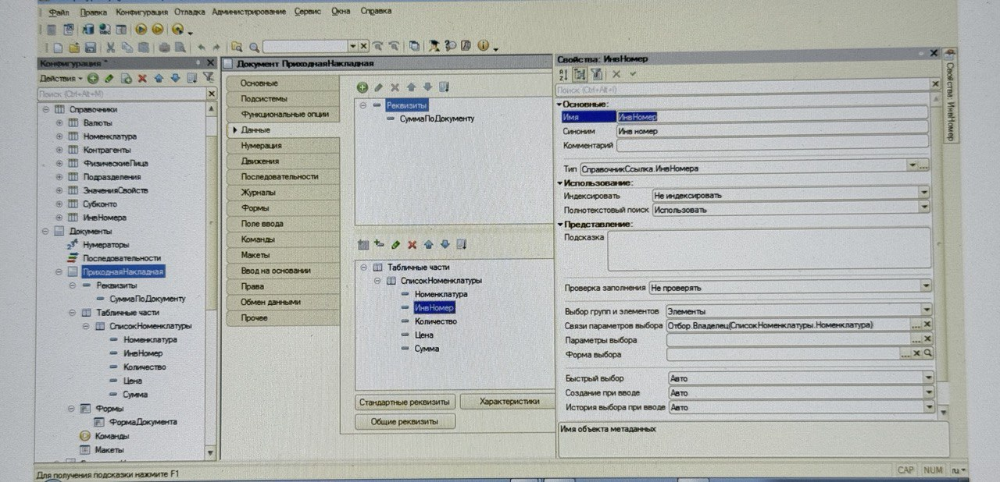 Файл Правка Конфигурация Отладка Администрирование Сервис Окна Справка
Конфигурация *
Действия
Поиск (Ctrl+Alt+M)
Справочники
Валюты
Номенклатура
Контрагенты
ФизическиеЛица
Подразделения
ЗначенияСвойств
Субконто
ИнвНомера
Документы
Нумераторы
Последовательности
ПриходнаяНакладная
Реквизиты
СуммаПоДокументу
Табличные части
СписокНоменклатуры
Номенклатура
ИнвНомер
Количество
Цена
Сумма
Формы
ФормаДокумента
Команды
Макеты
Документ ПриходнаяНакладная
Основные
Подсистемы
Функциональные опции
Данные
Нумерация
Движения
Последовательности
Журналы
Формы
Поле ввода
Команды
Макеты
Ввод на основании
Права
Обмен данными
Прочее
Реквизиты
СуммаПоДокументу
Табличные части
СписокНоменклатуры
Номенклатура
ИнвНомер
Количество
Цена
Сумма
Стандартные реквизиты Характеристики
Общие реквизиты
Свойства: ИнвНомер
Поиск (Ctrl+Alt+I)
Основные:
Имя ИнвНомер
Синоним Инв номер
Комментарий
Тип СправочникСсылка.ИнвНомера
Использование:
Индексировать Не индексировать
Полнотекстовый поиск Использовать
Представление:
Подсказка
Проверка заполнения Не проверять
Выбор групп и элементов Элементы
Связи параметров выбора Отбор.Владелец(СписокНоменклатуры.Номенклатура)
Параметры выбора
Форма выбора
Быстрый выбор Авто
Создание при вводе Авто
История выбора при вводе Авто
Имя объекта метаданных
Свойства: ИнвНомер
Для получения подсказки нажмите F1
CAP NUM ru